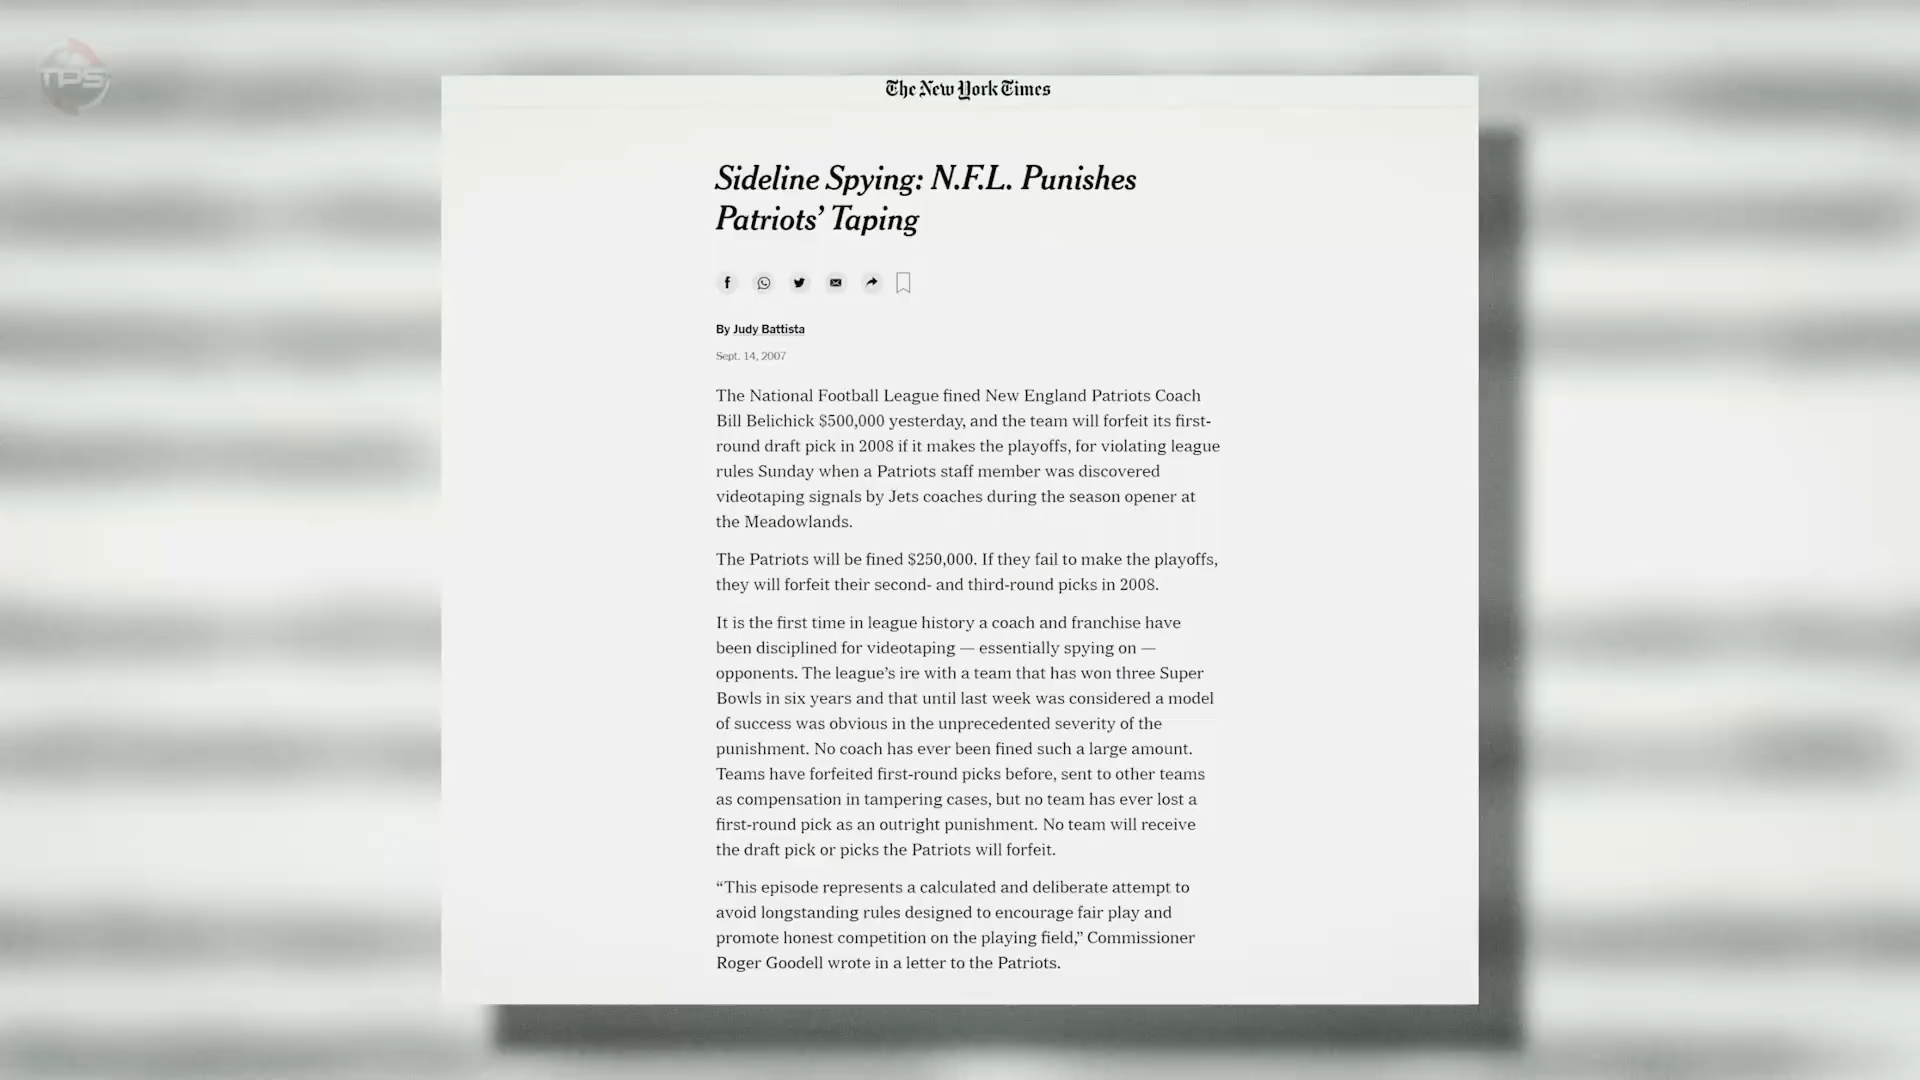 TPS
The New York Times
Sideline Spying: N.F.L. Punishes
Patriots’ Taping
By Judy Battista
Sept. 14, 2007
The National Football League fined New England Patriots Coach
Bill Belichick $500,000 yesterday, and the team will forfeit its first-
round draft pick in 2008 if it makes the playoffs, for violating league
rules Sunday when a Patriots staff member was discovered
videotaping signals by Jets coaches during the season opener at
the Meadowlands.
The Patriots will be fined $250,000. If they fail to make the playoffs,
they will forfeit their second- and third-round picks in 2008.
It is the first time in league history a coach and franchise have
been disciplined for videotaping — essentially spying on —
opponents. The league’s ire with a team that has won three Super
Bowls in six years and that until last week was considered a model
of success was obvious in the unprecedented severity of the
punishment. No coach has ever been fined such a large amount.
Teams have forfeited first-round picks before, sent to other teams
as compensation in tampering cases, but no team has ever lost a
first-round pick as an outright punishment. No team will receive
the draft pick or picks the Patriots will forfeit.
“This episode represents a calculated and deliberate attempt to
avoid longstanding rules designed to encourage fair play and
promote honest competition on the playing field,” Commissioner
Roger Goodell wrote in a letter to the Patriots.